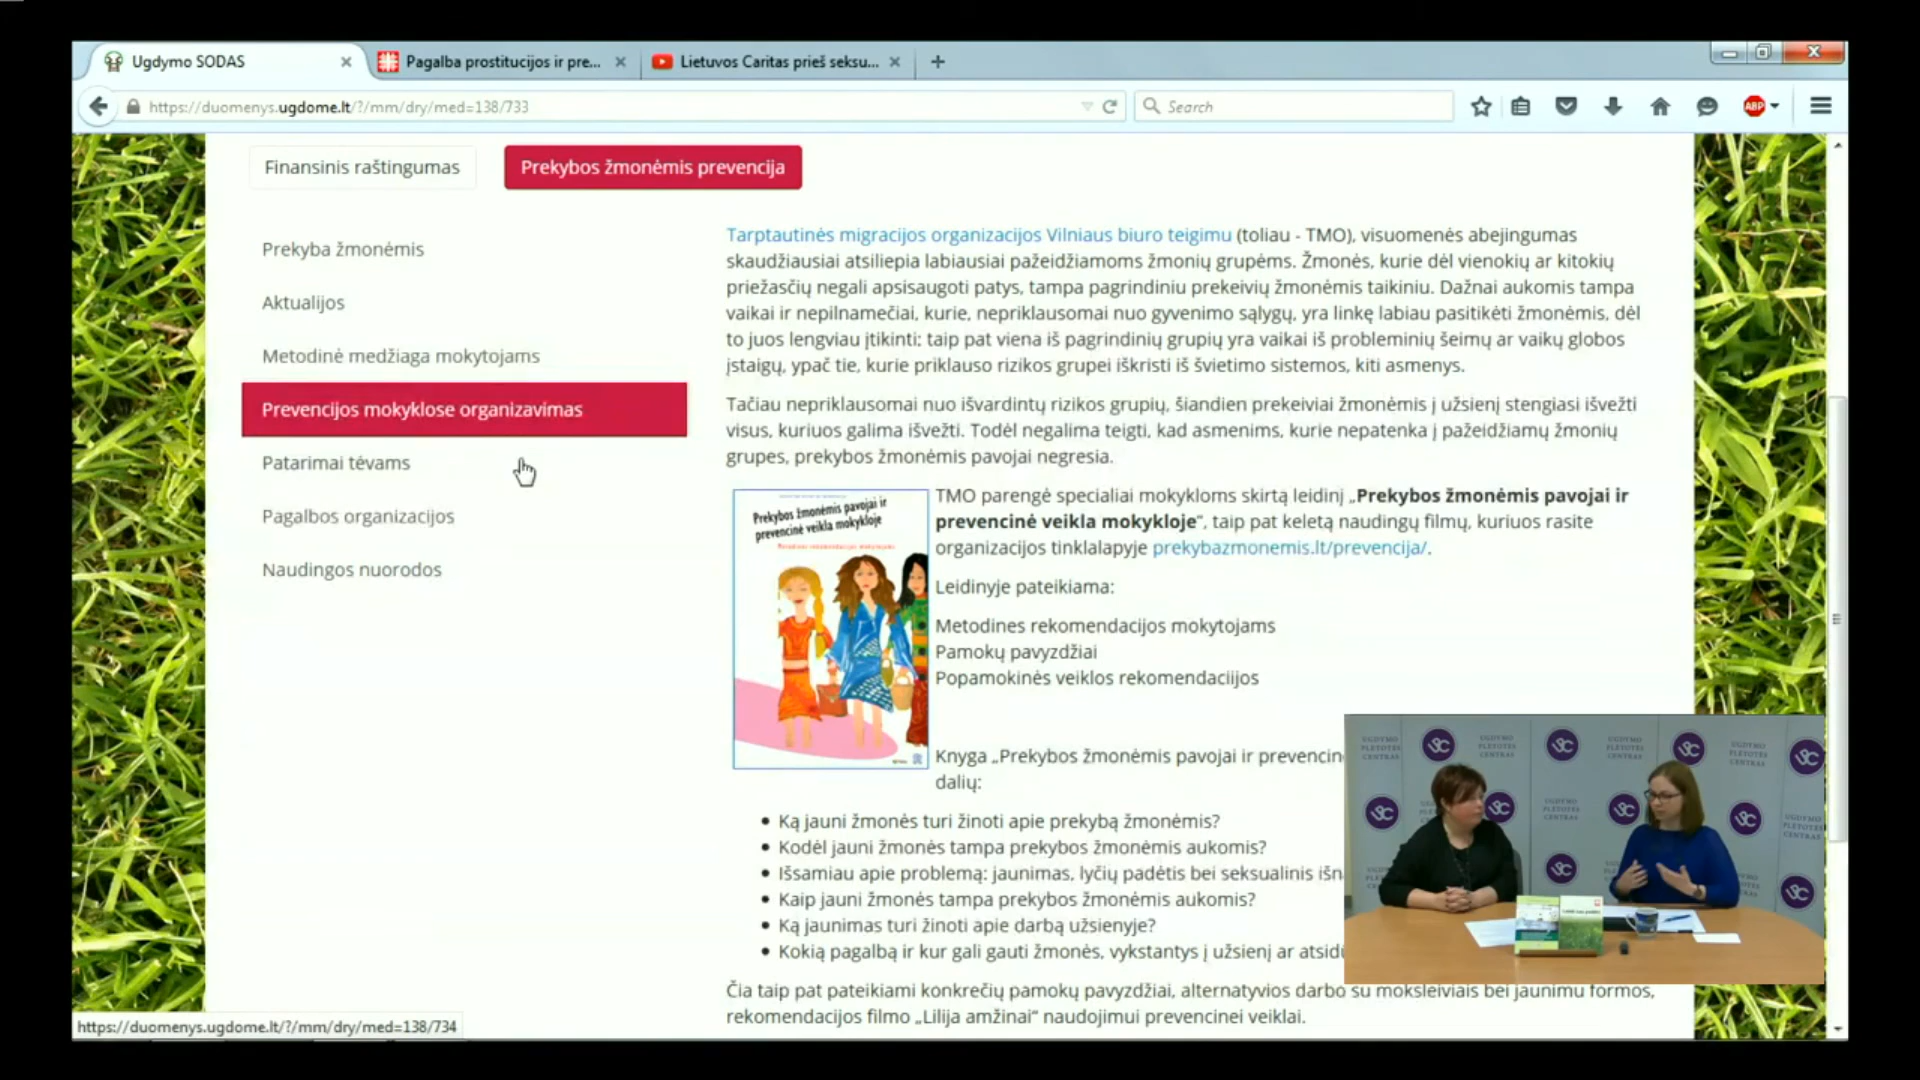 Ugdymo SODAS
Pagalba prostitucijos ir pre...
Lietuvos Caritas prieš seksu...
https://duomenys.ugdome.lt/?/mm/dry/med=138/733
Search
ABP
Finansinis raštingumas
Prekybos žmonėmis prevencija
Prekyba žmonėmis
Aktualijos
Metodinė medžiaga mokytojams
Prevencijos mokyklose organizavimas
Patarimai tėvams
Pagalbos organizacijos
Naudingos nuorodos
Tarptautinės migracijos organizacijos Vilniaus biuro teigimu (toliau - TMO), visuomenės abejingumas
skaudžiausiai atsiliepia labiausiai pažeidžiamoms žmonių grupėms. Žmonės, kurie dėl vienokių ar kitokių
priežasčių negali apsisaugoti patys, tampa pagrindiniu prekeivių žmonėmis taikiniu. Dažnai aukomis tampa
vaikai ir nepilnamečiai, kurie, nepriklausomai nuo gyvenimo sąlygų, yra linkę labiau pasitikėti žmonėmis, dėl
to juos lengviau įtikinti; taip pat viena iš pagrindinių grupių yra vaikai iš probleminių šeimų ar vaikų globos
įstaigų, ypač tie, kurie priklauso rizikos grupei iškristi iš švietimo sistemos, kiti asmenys.
Tačiau nepriklausomai nuo išvardintų rizikos grupių, šiandien prekeiviai žmonėmis į užsienį stengiasi išvežti
visus, kuriuos galima išvežti. Todėl negalima teigti, kad asmenims, kurie nepatenka į pažeidžiamų žmonių
grupes, prekybos žmonėmis pavojai negresia.
Prekybos žmonėmis pavojai ir
prevencinė veikla mokykloje
TMO parengė specialiai mokykloms skirtą leidinį „Prekybos žmonėmis pavojai ir
prevencinė veikla mokykloje“, taip pat keletą naudingų filmų, kuriuos rasite
organizacijos tinklalapyje prekybazmonemis.lt/prevencija/.
Leidinyje pateikiama:
Metodines rekomendacijos mokytojams
Pamokų pavyzdžiai
Popamokinės veiklos rekomendaciijos
Knyga „Prekybos žmonėmis pavojai ir prevencin
dalių:
• Ką jauni žmonės turi žinoti apie prekybą žmonėmis?
• Kodėl jauni žmonės tampa prekybos žmonėmis aukomis?
• Išsamiau apie problemą: jaunimas, lyčių padėtis bei seksualinis išn
• Kaip jauni žmonės tampa prekybos žmonėmis aukomis?
• Ką jaunimas turi žinoti apie darbą užsienyje?
• Kokią pagalbą ir kur gali gauti žmonės, vykstantys į užsienį ar atsidū
Čia taip pat pateikiami konkrečių pamokų pavyzdžiai, alternatyvios darbo su moksleiviais bei jaunimu formos,
rekomendacijos filmo „Lilija amžinai“ naudojimui prevencinei veiklai.
UGDYMO
PLĖTOTĖS
CENTRAS
https://duomenys.ugdome.lt/?/mm/dry/med=138/734